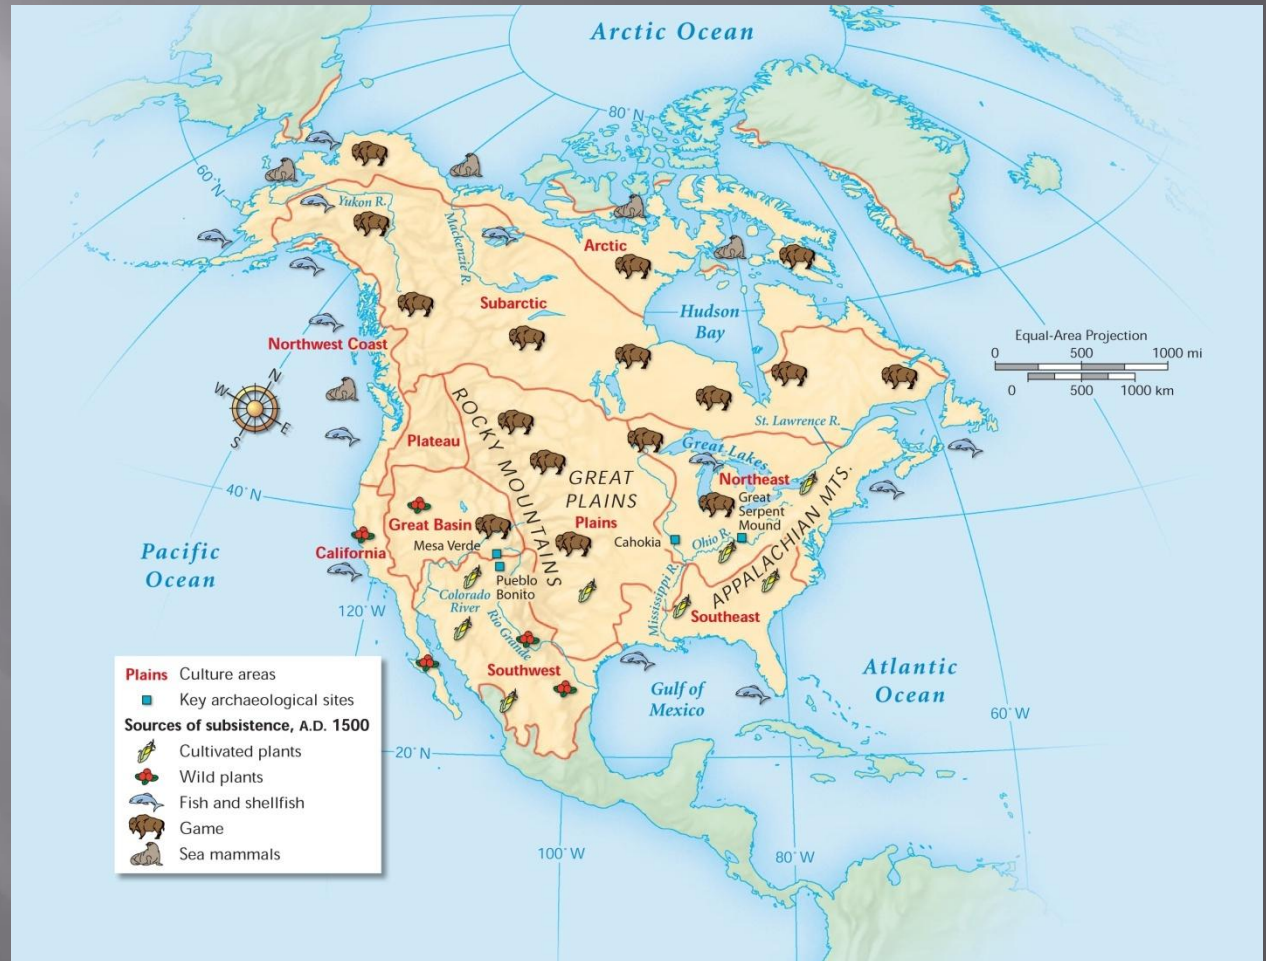 Arctic Ocean
80° N
60° N
Yukon R.
Mackenzie R.
Arctic
Subarctic
Hudson
Bay
Northwest Coast
Equal-Area Projection
0 500 1000 mi
0 500 1000 km
N
W
E
S
ROCKY MOUNTAINS
St. Lawrence R.
Plateau
Great Lakes
GREAT
PLAINS
Northeast
40° N
Great
Serpent
Mound
APPALACHIAN MTS.
Great Basin
Plains
Mesa Verde
Cahokia
Ohio R.
Pacific
Ocean
California
Pueblo
Bonito
Colorado
River
Mississippi R.
120° W
Rio Grande
Southeast
Southwest
Atlantic
Ocean
Gulf of
Mexico
60° W
20° N
100° W
80° W
Plains Culture areas
Key archaeological sites
Sources of subsistence, A.D. 1500
Cultivated plants
Wild plants
Fish and shellfish
Game
Sea mammals